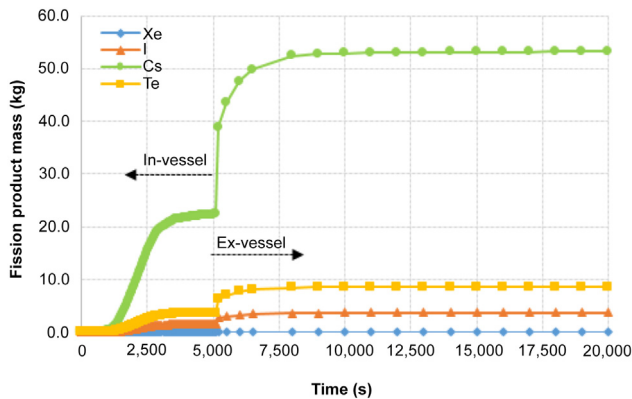 60.0
50.0
40.0
30.0
20.0
10.0
0.0
Fission product mass (kg)
Xe
I
Cs
Te
In-vessel
Ex-vessel
0 2,500 5,000 7,500 10,000 12,500 15,000 17,500 20,000
Time (s)